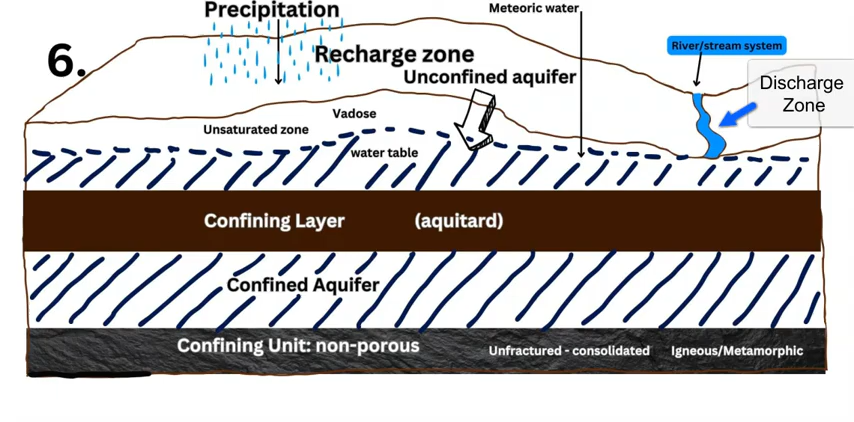 Precipitation
Meteoric water
6.
Recharge zone
River/stream system
Unconfined aquifer
Discharge
Zone
Vadose
Unsaturated zone
water table
Confining Layer (aquitard)
Confined Aquifer
Confining Unit: non-porous
Unfractured - consolidated Igneous/Metamorphic